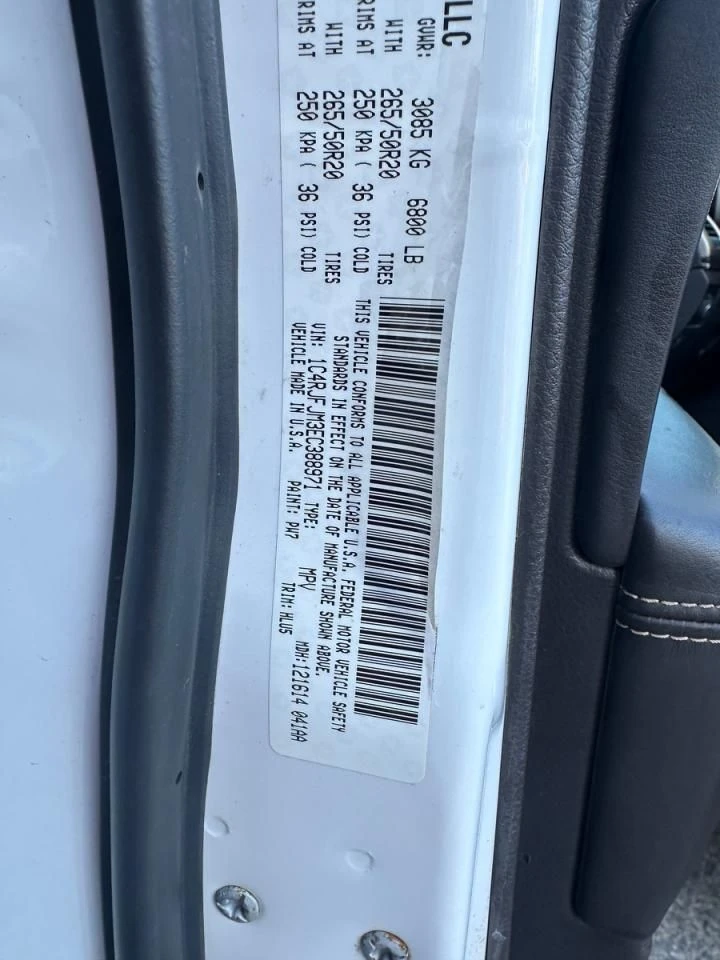 LLC
GVWR: 3085 KG 6800 LB
WITH 265/50R20 TIRES
RIMS AT 250 KPA ( 36 PSI) COLD
WITH 265/50R20 TIRES
RIMS AT 250 KPA ( 36 PSI) COLD
THIS VEHICLE CONFORMS TO ALL APPLICABLE U.S.A. FEDERAL MOTOR VEHICLE SAFETY
STANDARDS IN EFFECT ON THE DATE OF MANUFACTURE SHOWN ABOVE.
VIN: 1C4RJFJM3EC388971 TYPE: MPV MDH:121614 041AA
VEHICLE MADE IN U.S.A. PAINT: PW7 TRIM:HLU5